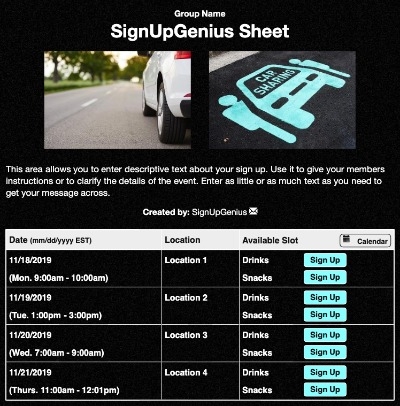 Group Name
SignUpGenius Sheet
CAR
SHARING
This area allows you to enter descriptive text about your sign up. Use it to give your members
instructions or to clarify the details of the event. Enter as little or as much text as you need to
get your message across.
Created by: SignUpGenius
Date (mm/dd/yyyy EST) Location Available Slot Calendar
11/18/2019 Location 1 Drinks Sign Up
(Mon. 9:00am - 10:00am) Snacks Sign Up
11/19/2019 Location 2 Drinks Sign Up
(Tue. 1:00pm - 3:00pm) Snacks Sign Up
11/20/2019 Location 3 Drinks Sign Up
(Wed. 7:00am - 9:00am) Snacks Sign Up
11/21/2019 Location 4 Drinks Sign Up
(Thurs. 11:00am - 12:01pm) Snacks Sign Up